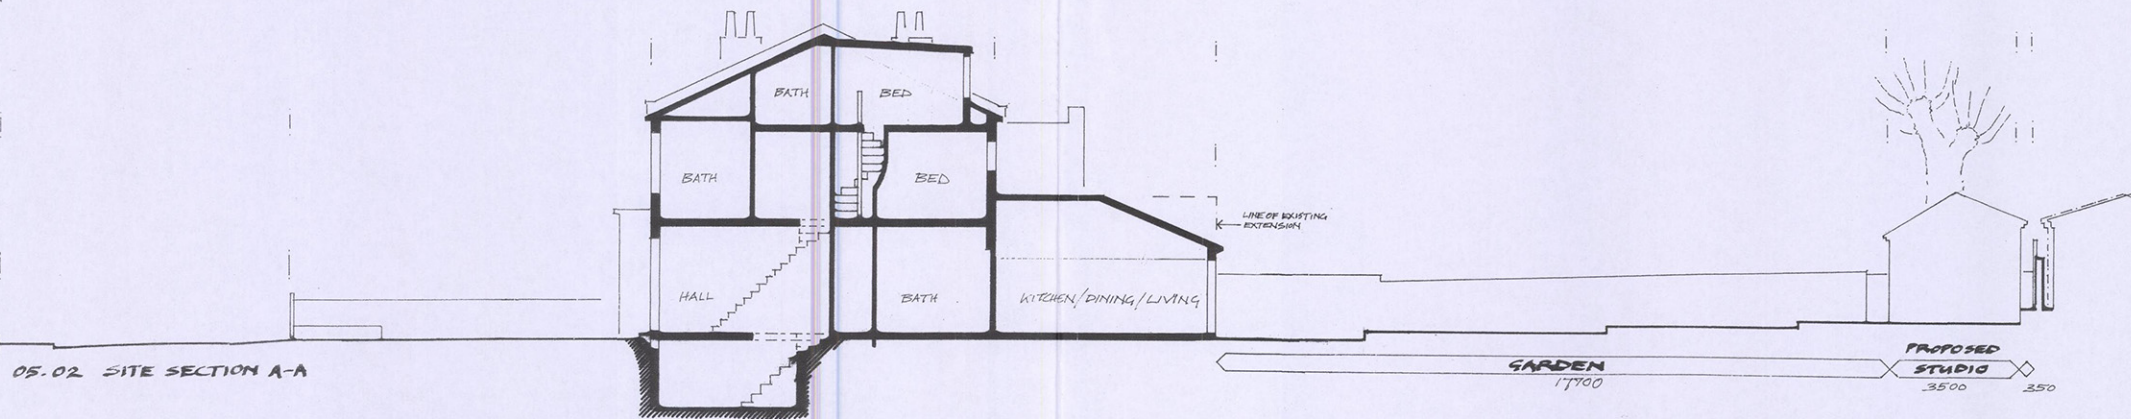 BATH
BED
BATH
BED
LINE OF EXISTING
EXTENSION
HALL
BATH
KITCHEN/DINING/LIVING
05.02 SITE SECTION A-A
GARDEN
17700
PROPOSED
STUDIO
3500
350